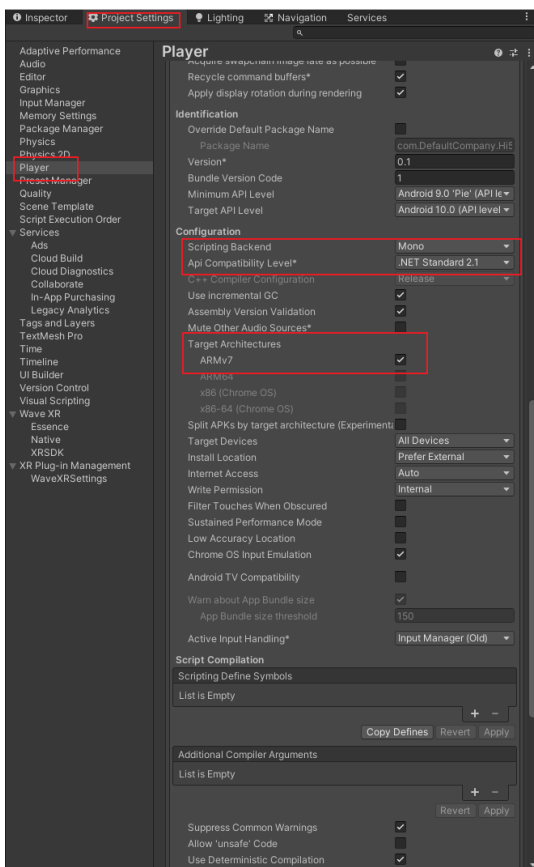 Inspector
Project Settings
Lighting
Navigation
Services
Adaptive Performance
Audio
Editor
Graphics
Input Manager
Memory Settings
Package Manager
Physics
Physics 2D
Player
Preset Manager
Quality
Scene Template
Script Execution Order
Services
Ads
Cloud Build
Cloud Diagnostics
Collaborate
In-App Purchasing
Legacy Analytics
Tags and Layers
TextMesh Pro
Time
Timeline
UI Builder
Version Control
Visual Scripting
Wave XR
Essence
Native
XRSDK
XR Plug-in Management
WaveXRSettings
Player
Acquire swapchain image late as possible
Recycle command buffers*
Apply display rotation during rendering
Identification
Override Default Package Name
Package Name com.DefaultCompany.Hi5
Version* 0.1
Bundle Version Code 1
Minimum API Level Android 9.0 'Pie' (API le
Target API Level Android 10.0 (API level
Configuration
Scripting Backend Mono
Api Compatibility Level* .NET Standard 2.1
C++ Compiler Configuration Release
Use incremental GC
Assembly Version Validation
Mute Other Audio Sources*
Target Architectures
ARMv7
ARM64
x86 (Chrome OS)
x86-64 (Chrome OS)
Split APKs by target architecture (Experimenta
Target Devices All Devices
Install Location Prefer External
Internet Access Auto
Write Permission Internal
Filter Touches When Obscured
Sustained Performance Mode
Low Accuracy Location
Chrome OS Input Emulation
Android TV Compatibility
Warn about App Bundle size
App Bundle size threshold 150
Active Input Handling* Input Manager (Old)
Script Compilation
Scripting Define Symbols
List is Empty
+ −
Copy Defines Revert Apply
Additional Compiler Arguments
List is Empty
+ −
Revert Apply
Suppress Common Warnings
Allow 'unsafe' Code
Use Deterministic Compilation